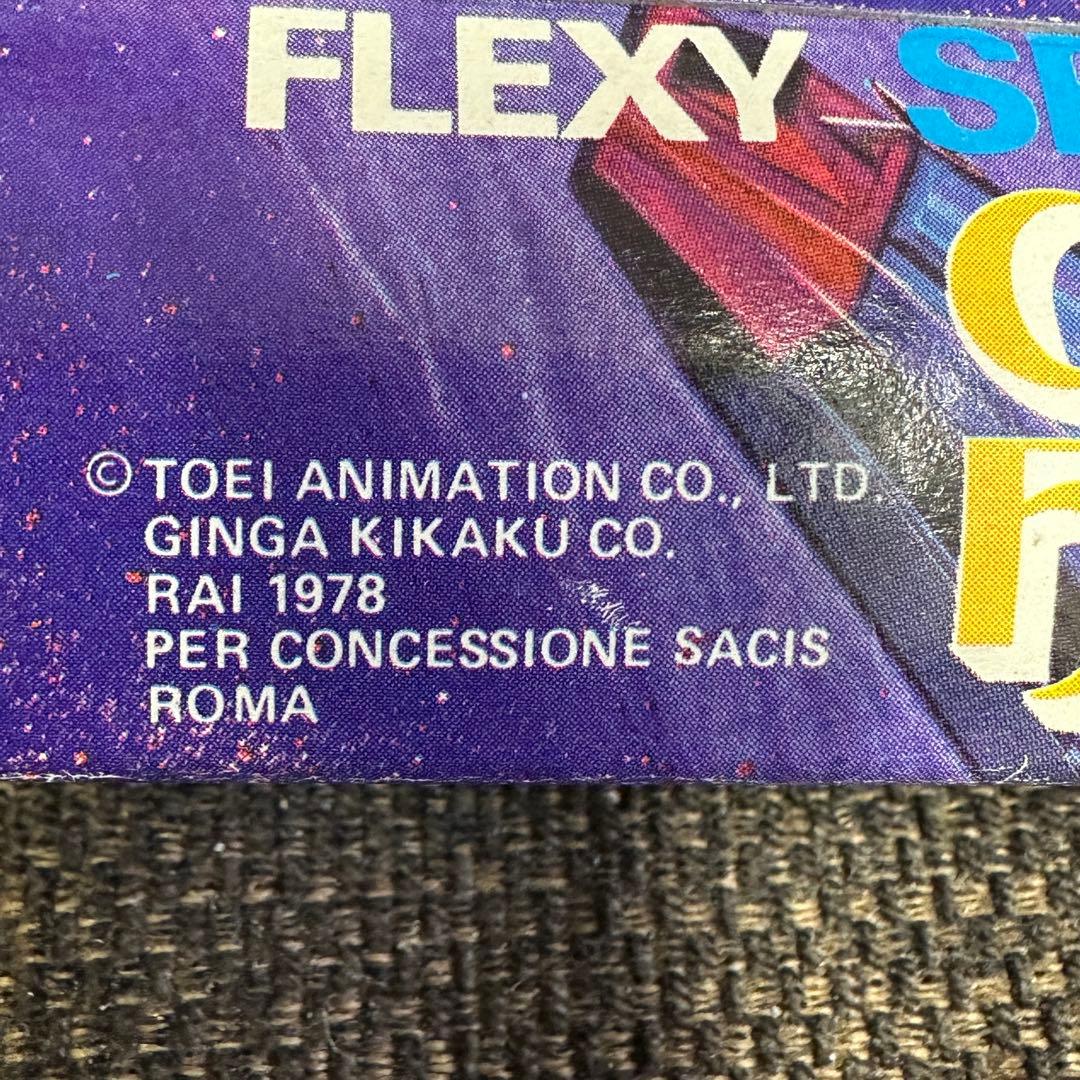 FLEXY
© TOEI ANIMATION CO., LTD.
GINGA KIKAKU CO.
RAI 1978
PER CONCESSIONE SACIS
ROMA